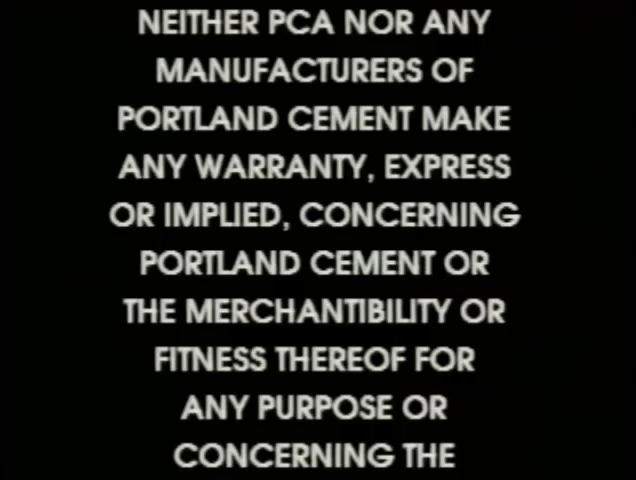 NEITHER PCA NOR ANY
MANUFACTURERS OF
PORTLAND CEMENT MAKE
ANY WARRANTY, EXPRESS
OR IMPLIED, CONCERNING
PORTLAND CEMENT OR
THE MERCHANTIBILITY OR
FITNESS THEREOF FOR
ANY PURPOSE OR
CONCERNING THE